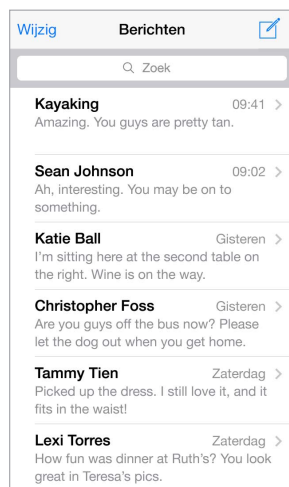 Wijzig Berichten
Zoek
Kayaking 09:41
Amazing. You guys are pretty tan.
Sean Johnson 09:02
Ah, interesting. You may be on to
something.
Katie Ball Gisteren
I'm sitting here at the second table on
the right. Wine is on the way.
Christopher Foss Gisteren
Are you guys off the bus now? Please
let the dog out when you get home.
Tammy Tien Zaterdag
Picked up the dress. I still love it, and it
fits in the waist!
Lexi Torres Zaterdag
How fun was dinner at Ruth's? You look
great in Teresa's pics.